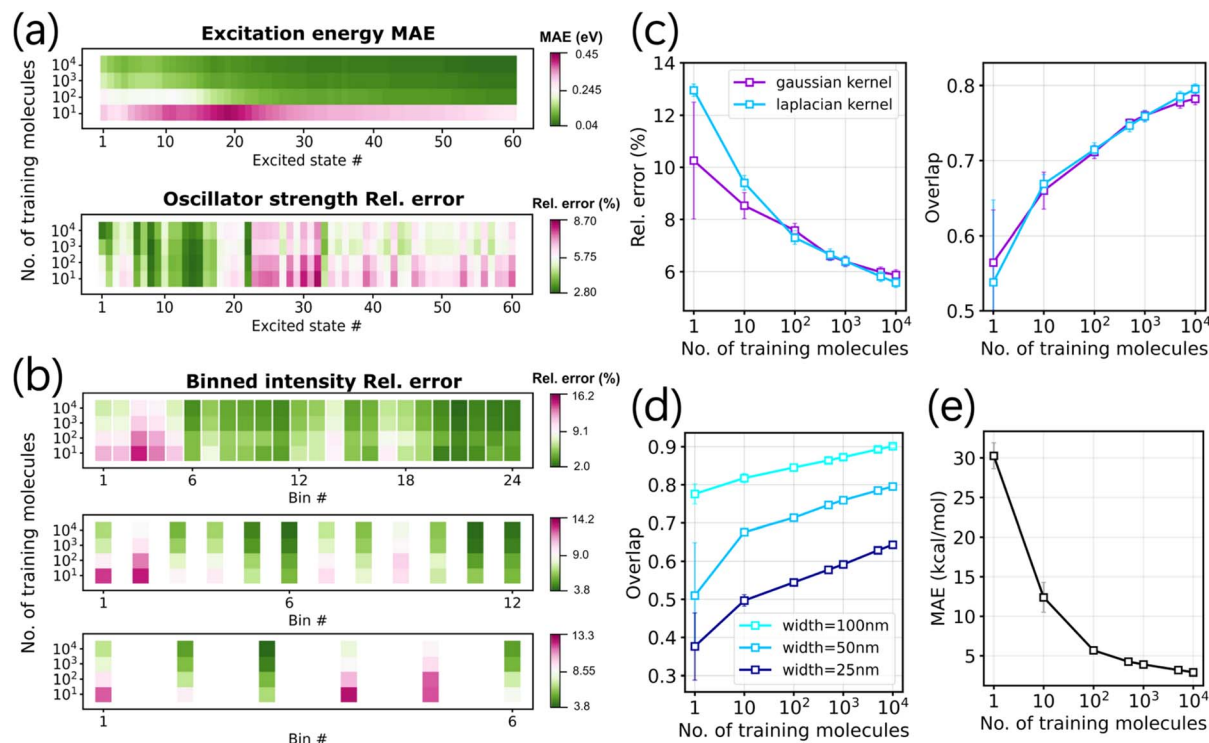 (a)
Excitation energy MAE
MAE (eV)
0.45
0.245
0.04
10⁴
10³
10²
10¹
1 10 20 30 40 50 60
Excited state #
No. of training molecules
Oscillator strength Rel. error
Rel. error (%)
8.70
5.75
2.80
10⁴
10³
10²
10¹
1 10 20 30 40 50 60
Excited state #
(b)
Binned intensity Rel. error
Rel. error (%)
16.2
9.1
2.0
10⁴
10³
10²
10¹
1 6 12 18 24
Bin #
No. of training molecules
14.2
9.0
3.8
10⁴
10³
10²
10¹
1 6 12
Bin #
13.3
8.55
3.8
10⁴
10³
10²
10¹
1 6
Bin #
(c)
gaussian kernel
laplacian kernel
Rel. error (%)
14
12
10
8
6
1 10 10² 10³ 10⁴
No. of training molecules
Overlap
0.8
0.7
0.6
0.5
1 10 10² 10³ 10⁴
No. of training molecules
(d)
Overlap
0.9
0.8
0.7
0.6
0.5
0.4
0.3
width=100nm
width=50nm
width=25nm
1 10 10² 10³ 10⁴
No. of training molecules
(e)
MAE (kcal/mol)
30
25
20
15
10
5
1 10 10² 10³ 10⁴
No. of training molecules